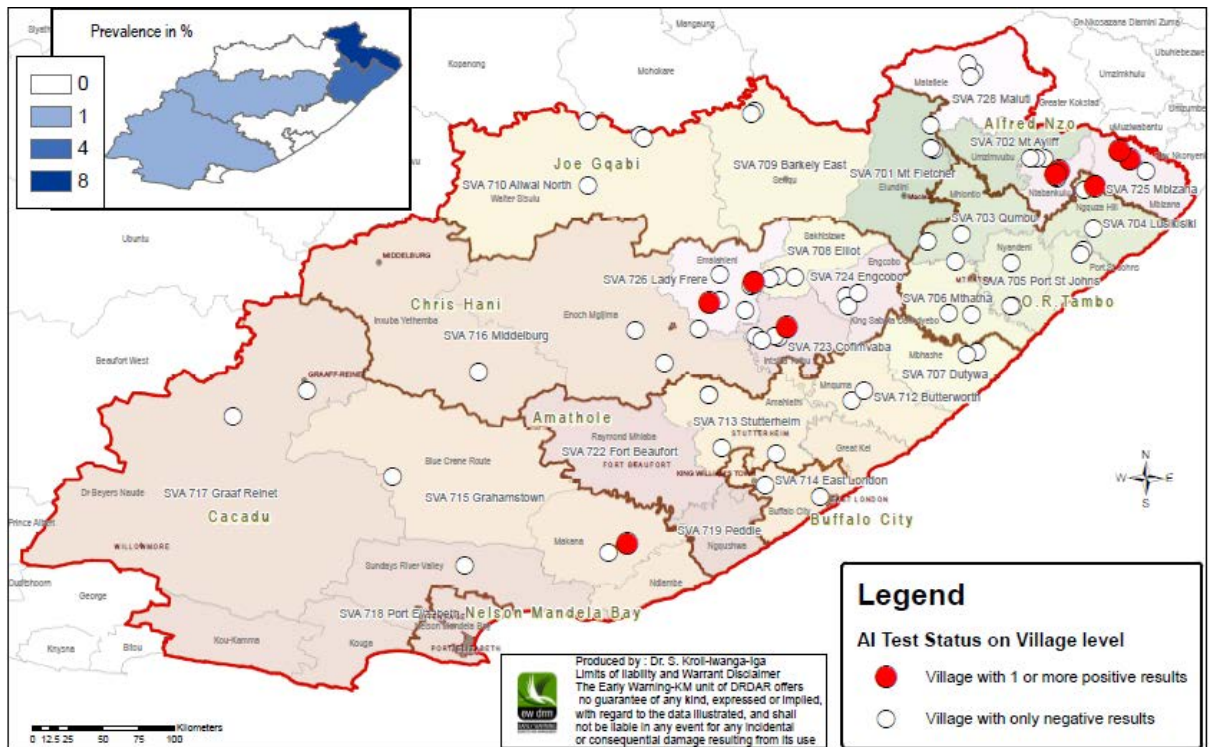 Prevalence in %
0
1
4
8
Mangaung
Kopanong
Mohokare
Dr Nkosazana Dlamini Zuma
Ubuhlebezwe
Umzimkhulu
Greater Kokstad
uMuziwabantu
Matatiele
SVA 728 Maluti
Alfred Nzo
SVA 702 Mt Ayliff
Umzimvubu
Ntabankulu
SVA 725 Mbizana
Mbizana
Ngquza Hill
SVA 704 Lusikisiki
Joe Gqabi
SVA 709 Barkely East
Senqu
SVA 701 Mt Fletcher
Elundini
SVA 710 Aliwal North
Walter Sisulu
Mhlontlo
SVA 703 Qumbu
Nyandeni
Port St Johns
SVA 705 Port St Johns
O.R.Tambo
Ubuntu
MIDDELBURG
Sakhisizwe
SVA 708 Elliot
Emalahleni
Engcobo
SVA 726 Lady Frere
SVA 724 Engcobo
SVA 706 Mthatha
King Sabata Dalindyebo
Chris Hani
Inxuba Yethemba
Enoch Mgijima
SVA 716 Middelburg
SVA 723 Cofimvaba
Intsika Yethu
Mbhashe
SVA 707 Dutywa
Beaufort West
GRAAFF-REINET
Mnquma
SVA 712 Butterworth
Amathole
Amahlathi
SVA 713 Stutterheim
STUTTERHEIM
Great Kei
Raymond Mhlaba
SVA 722 Fort Beaufort
FORT BEAUFORT
Blue Crane Route
KING WILLIAM'S TOWN
SVA 714 East London
EAST LONDON
Buffalo City
Buffalo City
Dr Beyers Naude
SVA 717 Graaf Reinet
SVA 715 Grahamstown
Cacadu
Prince Albert
SVA 719 Peddie
Ngqushwa
WILLOWMORE
Makana
Ndlambe
Sundays River Valley
Oudtshoorn
George
SVA 718 Port Elizabeth
Nelson Mandela Bay
Nelson Mandela Bay
PORT ELIZABETH
Kou-Kamma
Kouga
Knysna
Bitou
N
W
E
S
Legend
AI Test Status on Village level
Village with 1 or more positive results
Village with only negative results
Kilometers
0 12.5 25 50 75 100
ew drm
Produced by : Dr. S. Kroll-lwanga-Iga
Limits of liability and Warrant Disclaimer
The Early Warning-KM unit of DRDAR offers
no guarantee of any kind, expressed or implied,
with regard to the data illustrated, and shall
not be liable in any event for any incidental
or consequential damage resulting from its use